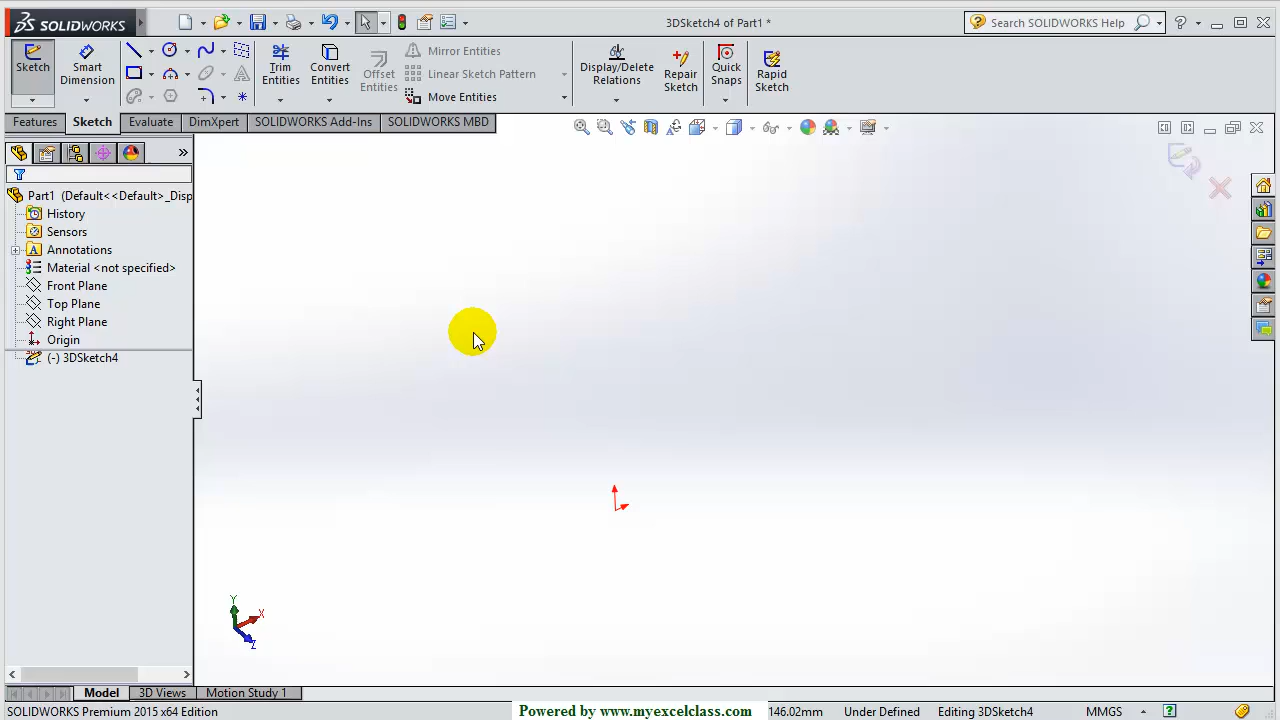 SOLIDWORKS
3DSketch4 of Part1 *
Search SOLIDWORKS Help
?
Sketch
Smart Dimension
Trim Entities
Convert Entities
Offset Entities
Mirror Entities
Linear Sketch Pattern
Move Entities
Display/Delete Relations
Repair Sketch
Quick Snaps
Rapid Sketch
Features
Sketch
Evaluate
DimXpert
SOLIDWORKS Add-Ins
SOLIDWORKS MBD
Part1 (Default<<Default>_Disp
History
Sensors
Annotations
Material <not specified>
Front Plane
Top Plane
Right Plane
Origin
(-) 3DSketch4
Y
X
Z
Model
3D Views
Motion Study 1
SOLIDWORKS Premium 2015 x64 Edition
Powered by www.myexcelclass.com
146.02mm
Under Defined
Editing 3DSketch4
MMGS